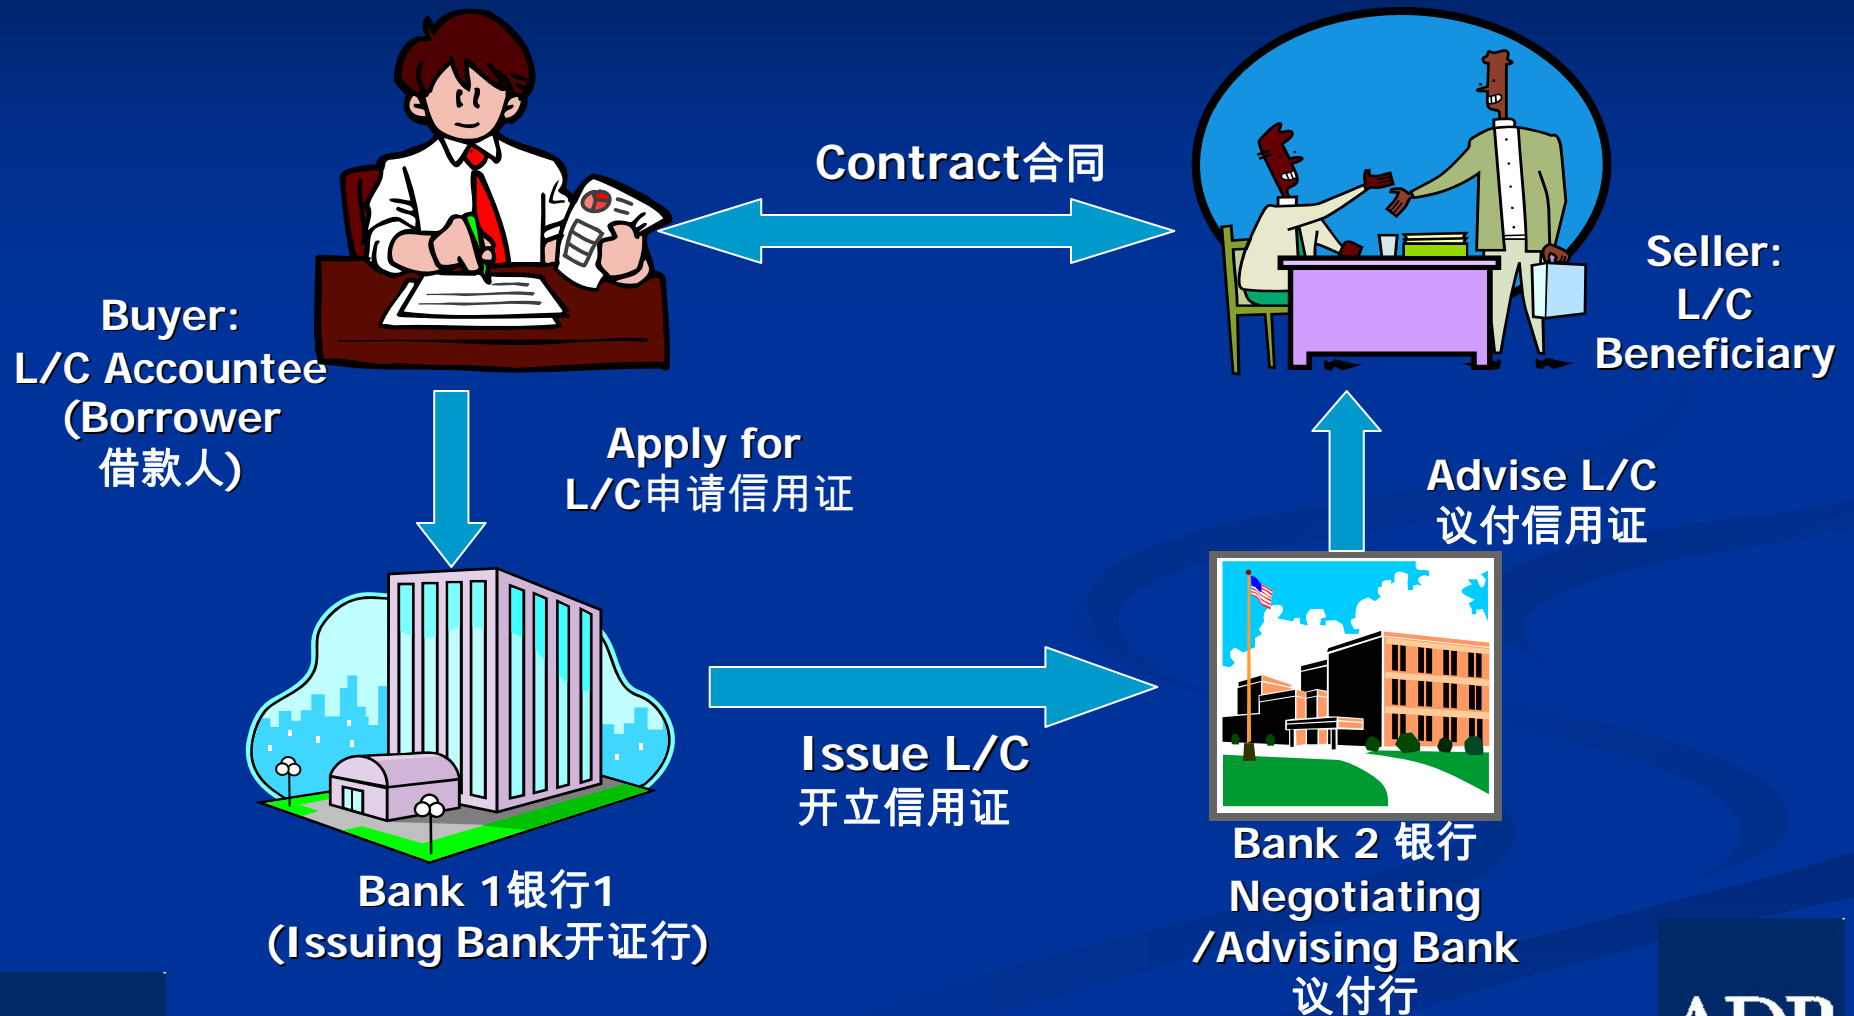 Contract合同
Seller:
L/C
Beneficiary
Buyer:
L/C Accountee
(Borrower
借款人)
Apply for
L/C申请信用证
Advise L/C
议付信用证
Issue L/C
开立信用证
Bank 1银行1
(Issuing Bank开证行)
Bank 2 银行
Negotiating
/Advising Bank
议付行
ADB